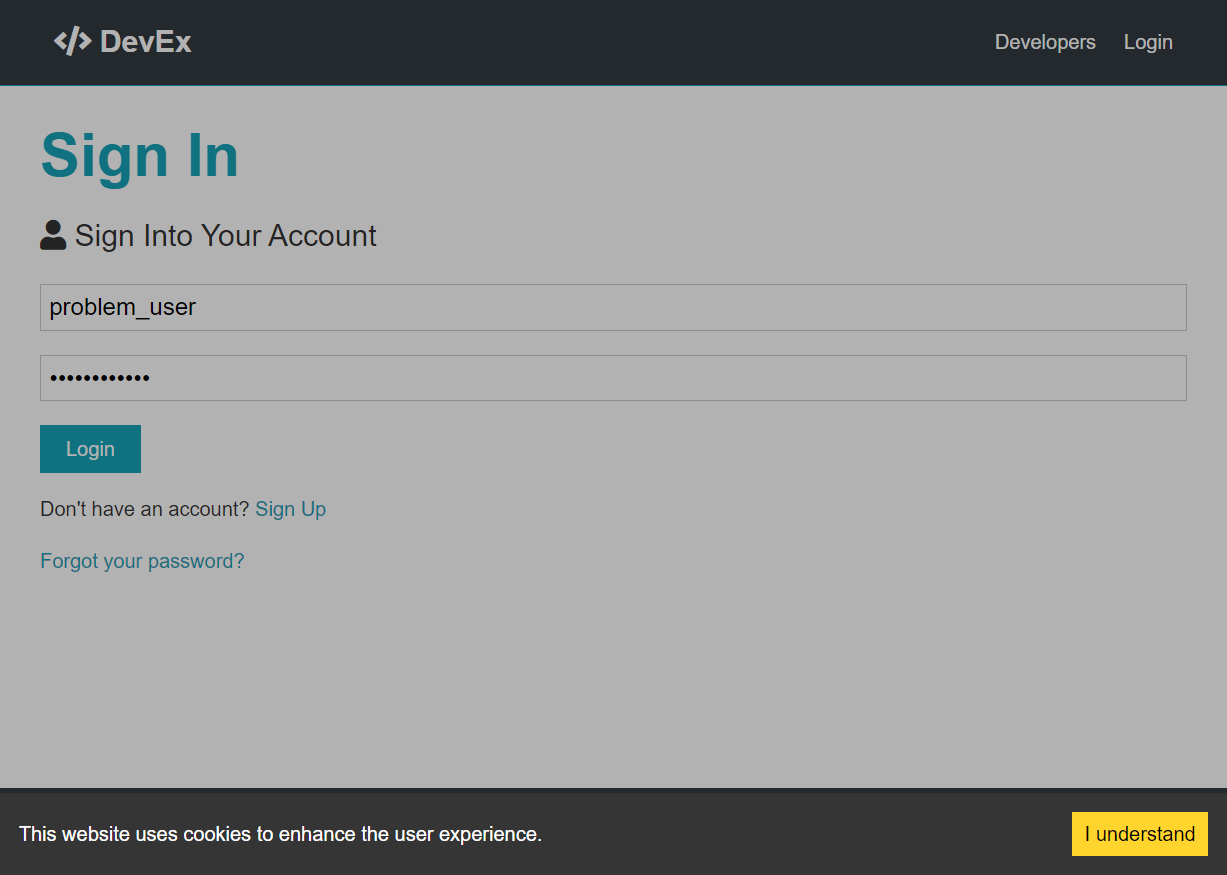 DevEx
Developers
Login
Sign In
Sign Into Your Account
problem_user
••••••••••••
Login
Don't have an account? Sign Up
Forgot your password?
This website uses cookies to enhance the user experience.
I understand